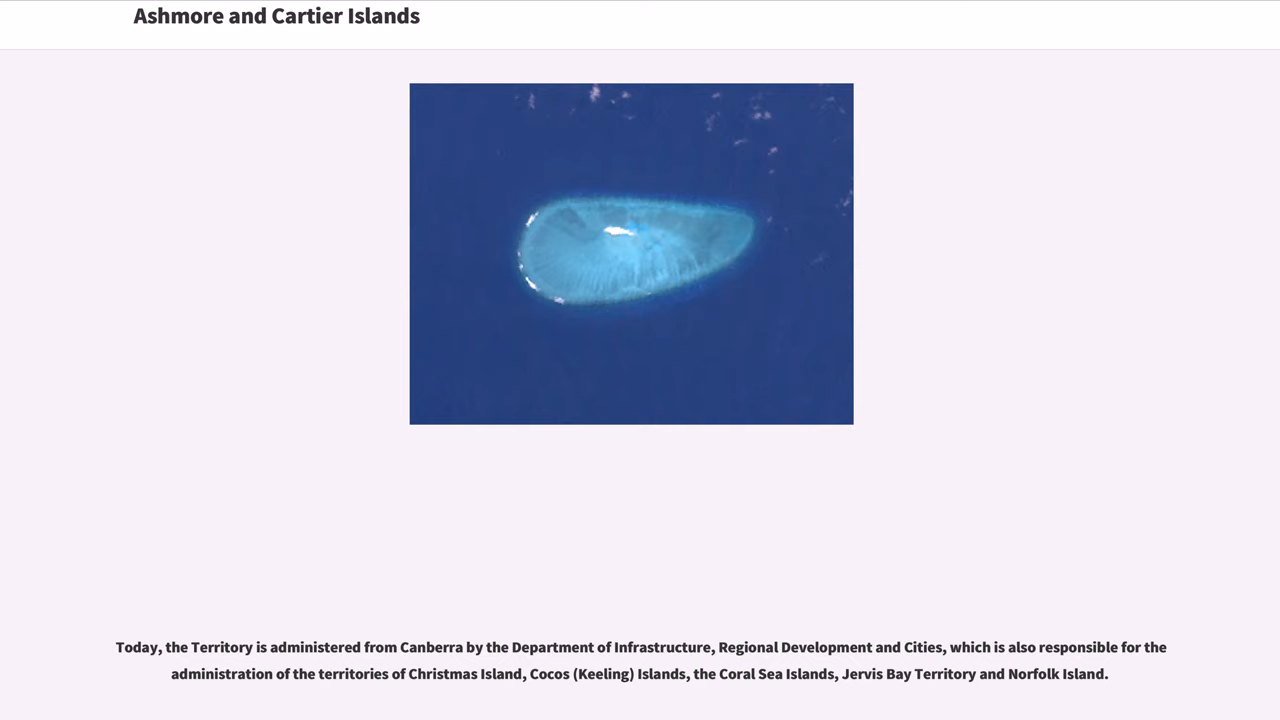 Ashmore and Cartier Islands
Today, the Territory is administered from Canberra by the Department of Infrastructure, Regional Development and Cities, which is also responsible for the
administration of the territories of Christmas Island, Cocos (Keeling) Islands, the Coral Sea Islands, Jervis Bay Territory and Norfolk Island.